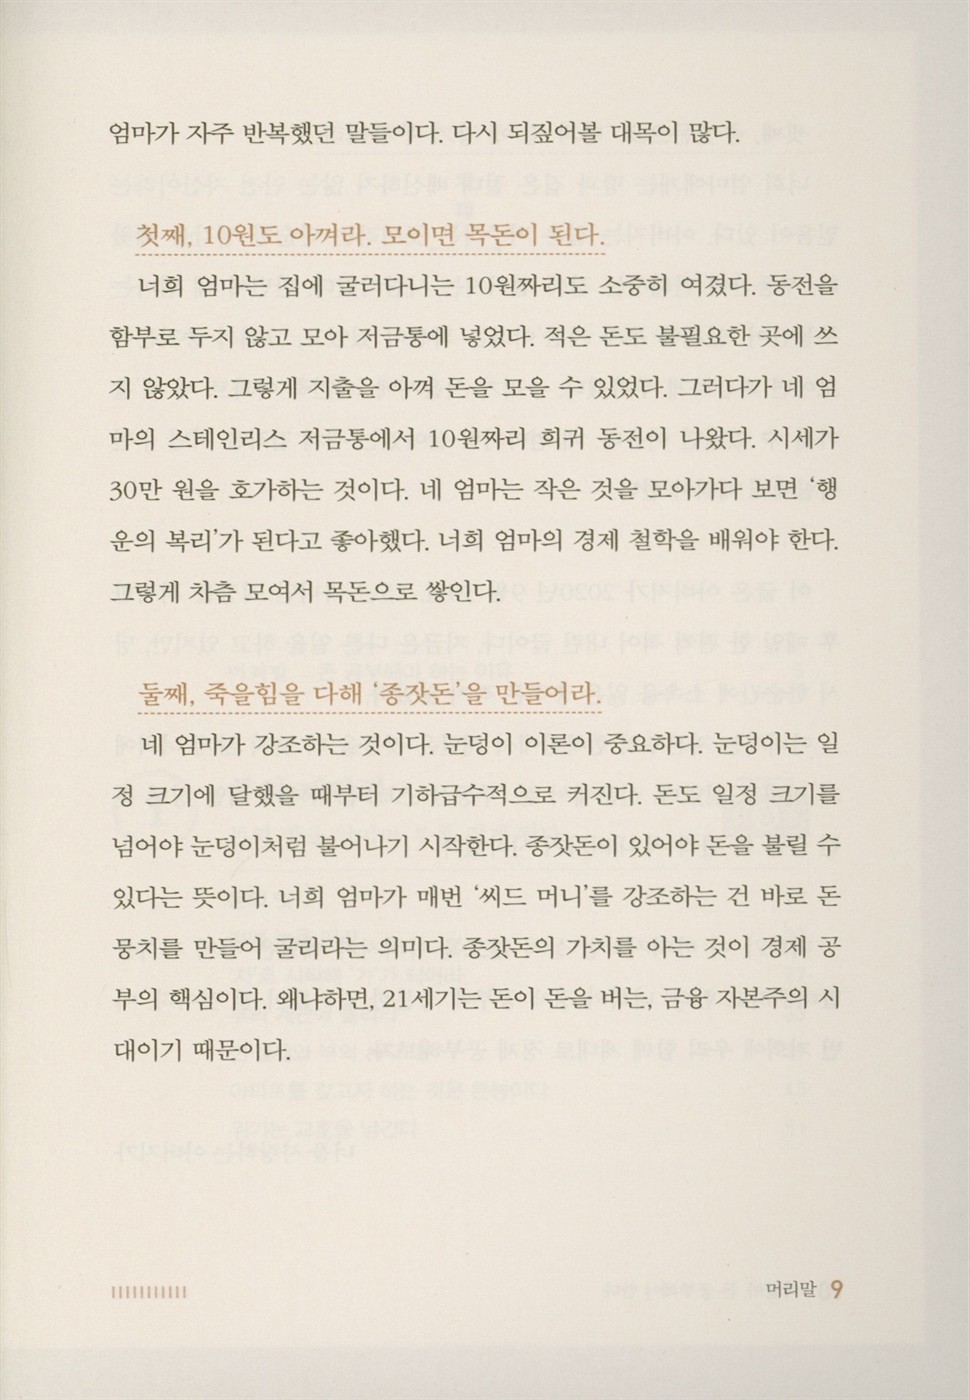 엄마가 자주 반복했던 말들이다. 다시 되짚어볼 대목이 많다.
첫째, 10원도 아껴라. 모이면 목돈이 된다.
너희 엄마는 집에 굴러다니는 10원짜리도 소중히 여겼다. 동전을
함부로 두지 않고 모아 저금통에 넣었다. 적은 돈도 불필요한 곳에 쓰
지 않았다. 그렇게 지출을 아껴 돈을 모을 수 있었다. 그러다가 네 엄
마의 스테인리스 저금통에서 10원짜리 희귀 동전이 나왔다. 시세가
30만 원을 호가하는 것이다. 네 엄마는 작은 것을 모아가다 보면 ‘행
운의 복리’가 된다고 좋아했다. 너희 엄마의 경제 철학을 배워야 한다.
그렇게 차츰 모여서 목돈으로 쌓인다.
둘째, 죽을힘을 다해 ‘종잣돈’을 만들어라.
네 엄마가 강조하는 것이다. 눈덩이 이론이 중요하다. 눈덩이는 일
정 크기에 달했을 때부터 기하급수적으로 커진다. 돈도 일정 크기를
넘어야 눈덩이처럼 불어나기 시작한다. 종잣돈이 있어야 돈을 불릴 수
있다는 뜻이다. 너희 엄마가 매번 ‘씨드 머니’를 강조하는 건 바로 돈
뭉치를 만들어 굴리라는 의미다. 종잣돈의 가치를 아는 것이 경제 공
부의 핵심이다. 왜냐하면, 21세기는 돈이 돈을 버는, 금융 자본주의 시
대이기 때문이다.
머리말 9